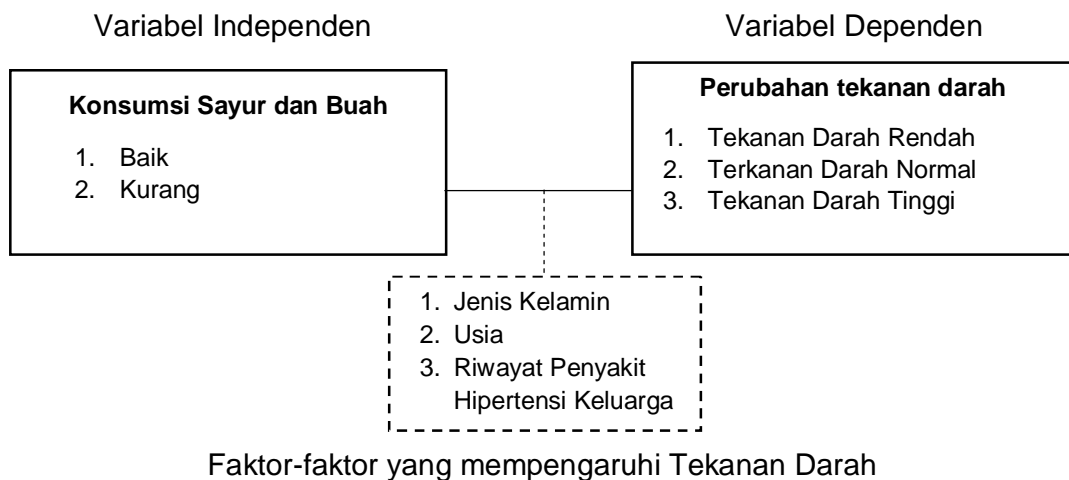 Variabel Independen
Variabel Dependen
Konsumsi Sayur dan Buah
1. Baik
2. Kurang
Perubahan tekanan darah
1. Tekanan Darah Rendah
2. Terkanan Darah Normal
3. Tekanan Darah Tinggi
1. Jenis Kelamin
2. Usia
3. Riwayat Penyakit
Hipertensi Keluarga
Faktor-faktor yang mempengaruhi Tekanan Darah